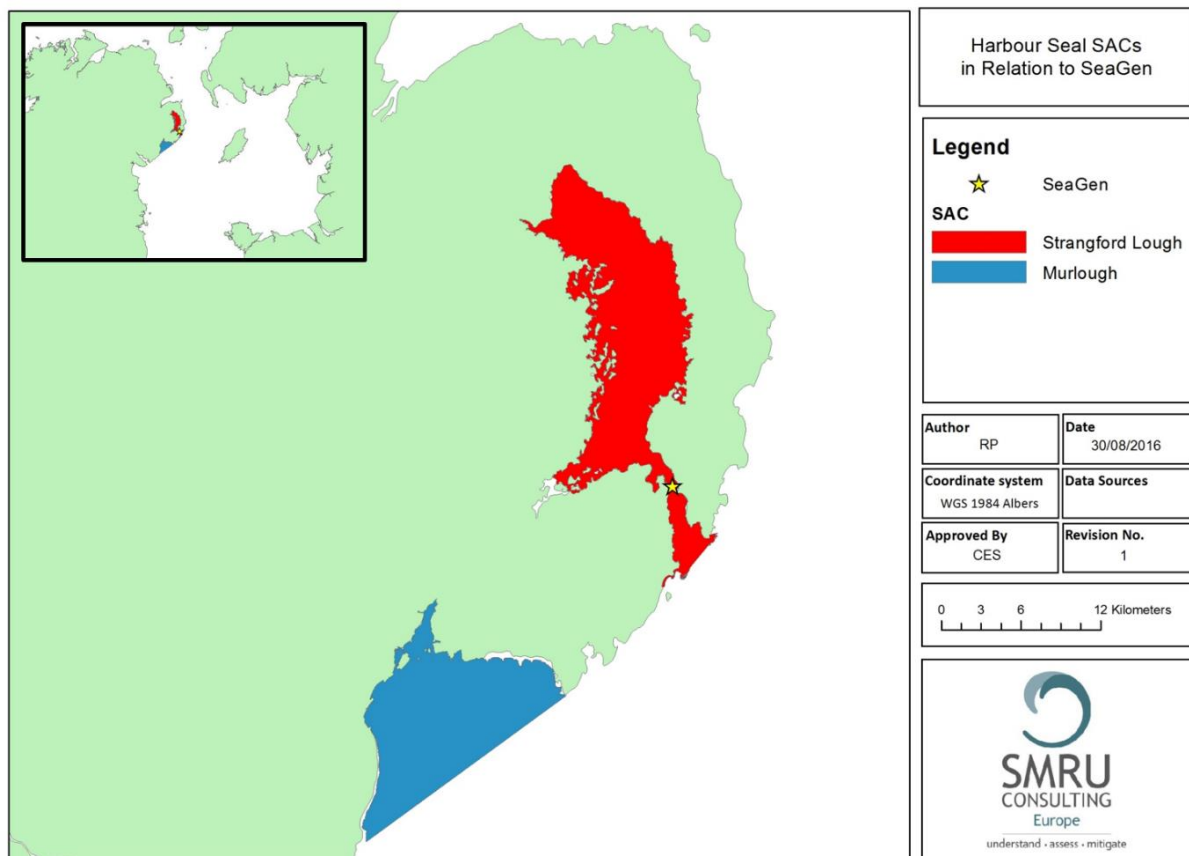 Harbour Seal SACs
in Relation to SeaGen
Legend
SeaGen
SAC
Strangford Lough
Murlough
Author
RP
Date
30/08/2016
Coordinate system
WGS 1984 Albers
Data Sources
Approved By
CES
Revision No.
1
0 3 6 12 Kilometers
SMRU
CONSULTING
Europe
understand • assess • mitigate